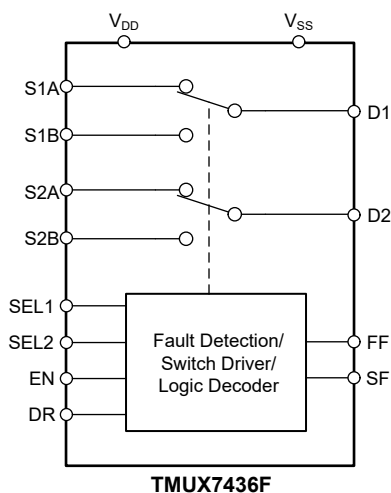 VDD
VSS
S1A
S1B
S2A
S2B
D1
D2
SEL1
SEL2
EN
DR
Fault Detection/
Switch Driver/
Logic Decoder
FF
SF
TMUX7436F